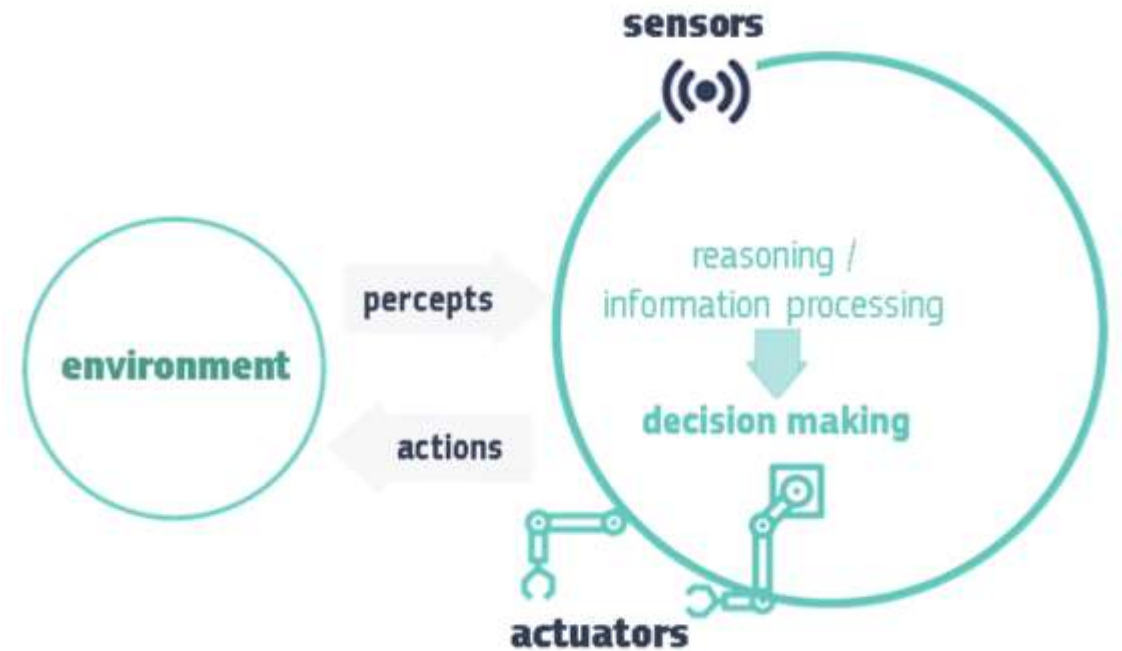 sensors
reasoning /
information processing
percepts
environment
decision making
actions
actuators